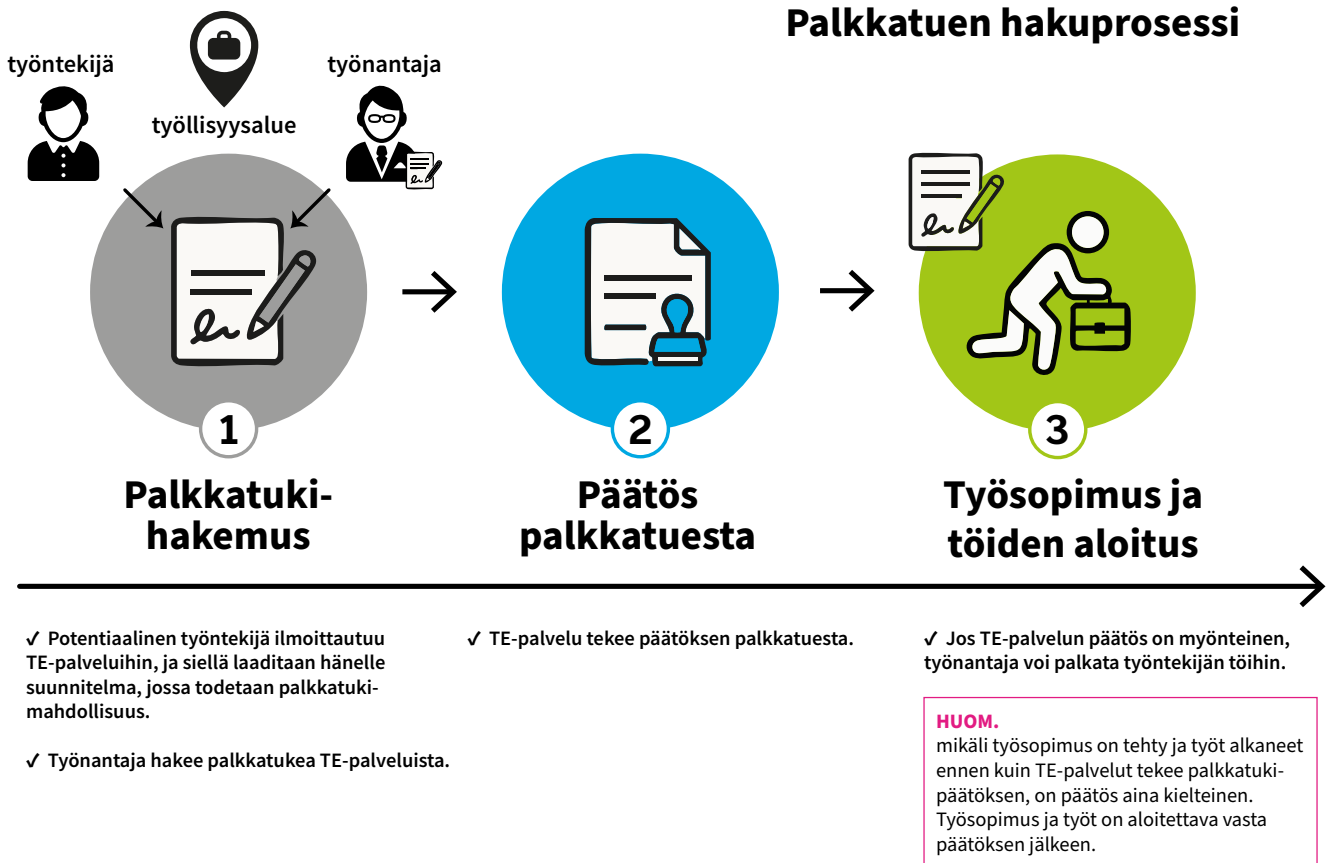 Palkkatuen hakuprosessi
työntekijä
työllisyysalue
työnantaja
1
Palkkatuki-
hakemus
2
Päätös
palkkatuesta
3
Työsopimus ja
töiden aloitus
✓ Potentiaalinen työntekijä ilmoittautuu
TE-palveluihin, ja siellä laaditaan hänelle
suunnitelma, jossa todetaan palkkatuki-
mahdollisuus.
✓ Työnantaja hakee palkkatukea TE-palveluista.
✓ TE-palvelu tekee päätöksen palkkatuesta.
✓ Jos TE-palvelun päätös on myönteinen,
työnantaja voi palkata työntekijän töihin.
HUOM.
mikäli työsopimus on tehty ja työt alkaneet
ennen kuin TE-palvelut tekee palkkatuki-
päätöksen, on päätös aina kielteinen.
Työsopimus ja työt on aloitettava vasta
päätöksen jälkeen.